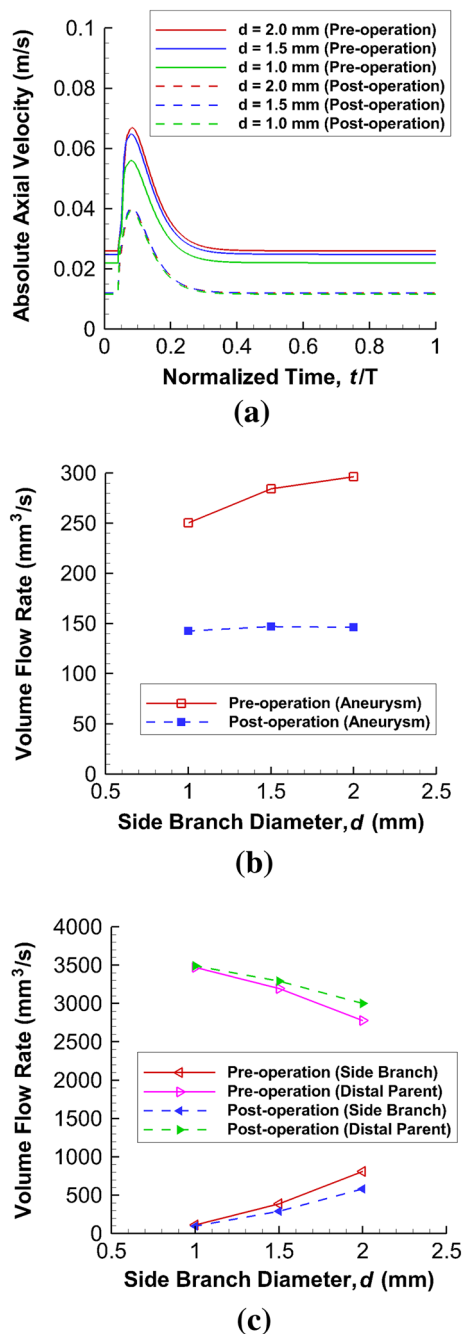 d = 2.0 mm (Pre-operation)
d = 1.5 mm (Pre-operation)
d = 1.0 mm (Pre-operation)
d = 2.0 mm (Post-operation)
d = 1.5 mm (Post-operation)
d = 1.0 mm (Post-operation)
Absolute Axial Velocity (m/s)
0.1
0.08
0.06
0.04
0.02
0
0 0.2 0.4 0.6 0.8 1
Normalized Time, t/T
(a)
Volume Flow Rate (mm³/s)
300
250
200
150
100
50
0
Pre-operation (Aneurysm)
Post-operation (Aneurysm)
0.5 1 1.5 2 2.5
Side Branch Diameter, d (mm)
(b)
Volume Flow Rate (mm³/s)
4000
3500
3000
2500
2000
1500
1000
500
0
Pre-operation (Side Branch)
Pre-operation (Distal Parent)
Post-operation (Side Branch)
Post-operation (Distal Parent)
0.5 1 1.5 2 2.5
Side Branch Diameter, d (mm)
(c)